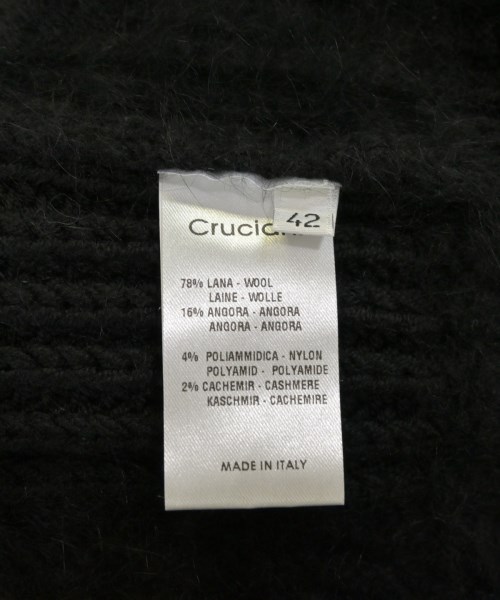 42
78% LANA - WOOL
LAINE - WOLLE
16% ANGORA - ANGORA
ANGORA - ANGORA
4% POLIAMMIDICA - NYLON
POLYAMID - POLYAMIDE
2% CACHEMIR - CASHMERE
KASCHMIR - CACHEMIRE
MADE IN ITALY